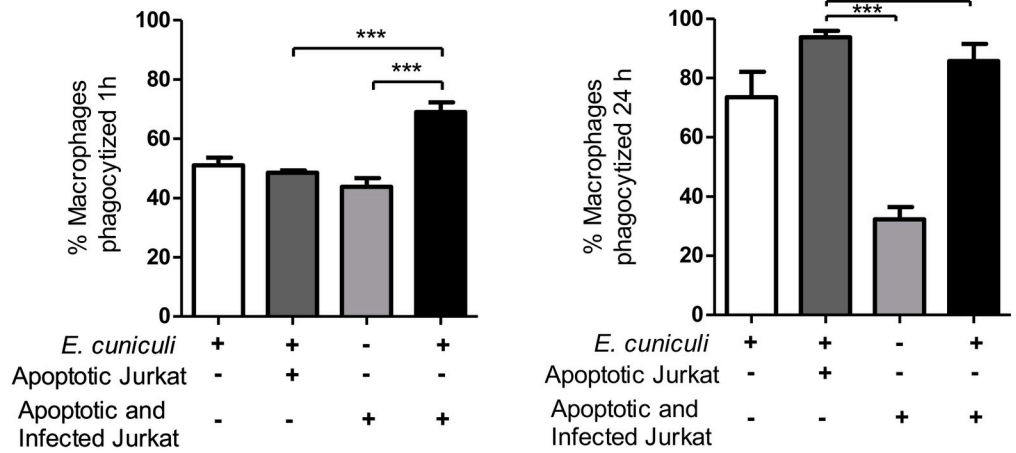 % Macrophages
phagocytized 1h
100
80
60
40
20
0
***
***
E. cuniculi + + - +
Apoptotic Jurkat - + - -
Apoptotic and
Infected Jurkat - - + +
% Macrophages
phagocytized 24 h
100
80
60
40
20
0
***
E. cuniculi + + - +
Apoptotic Jurkat - + - -
Apoptotic and
Infected Jurkat - - + +